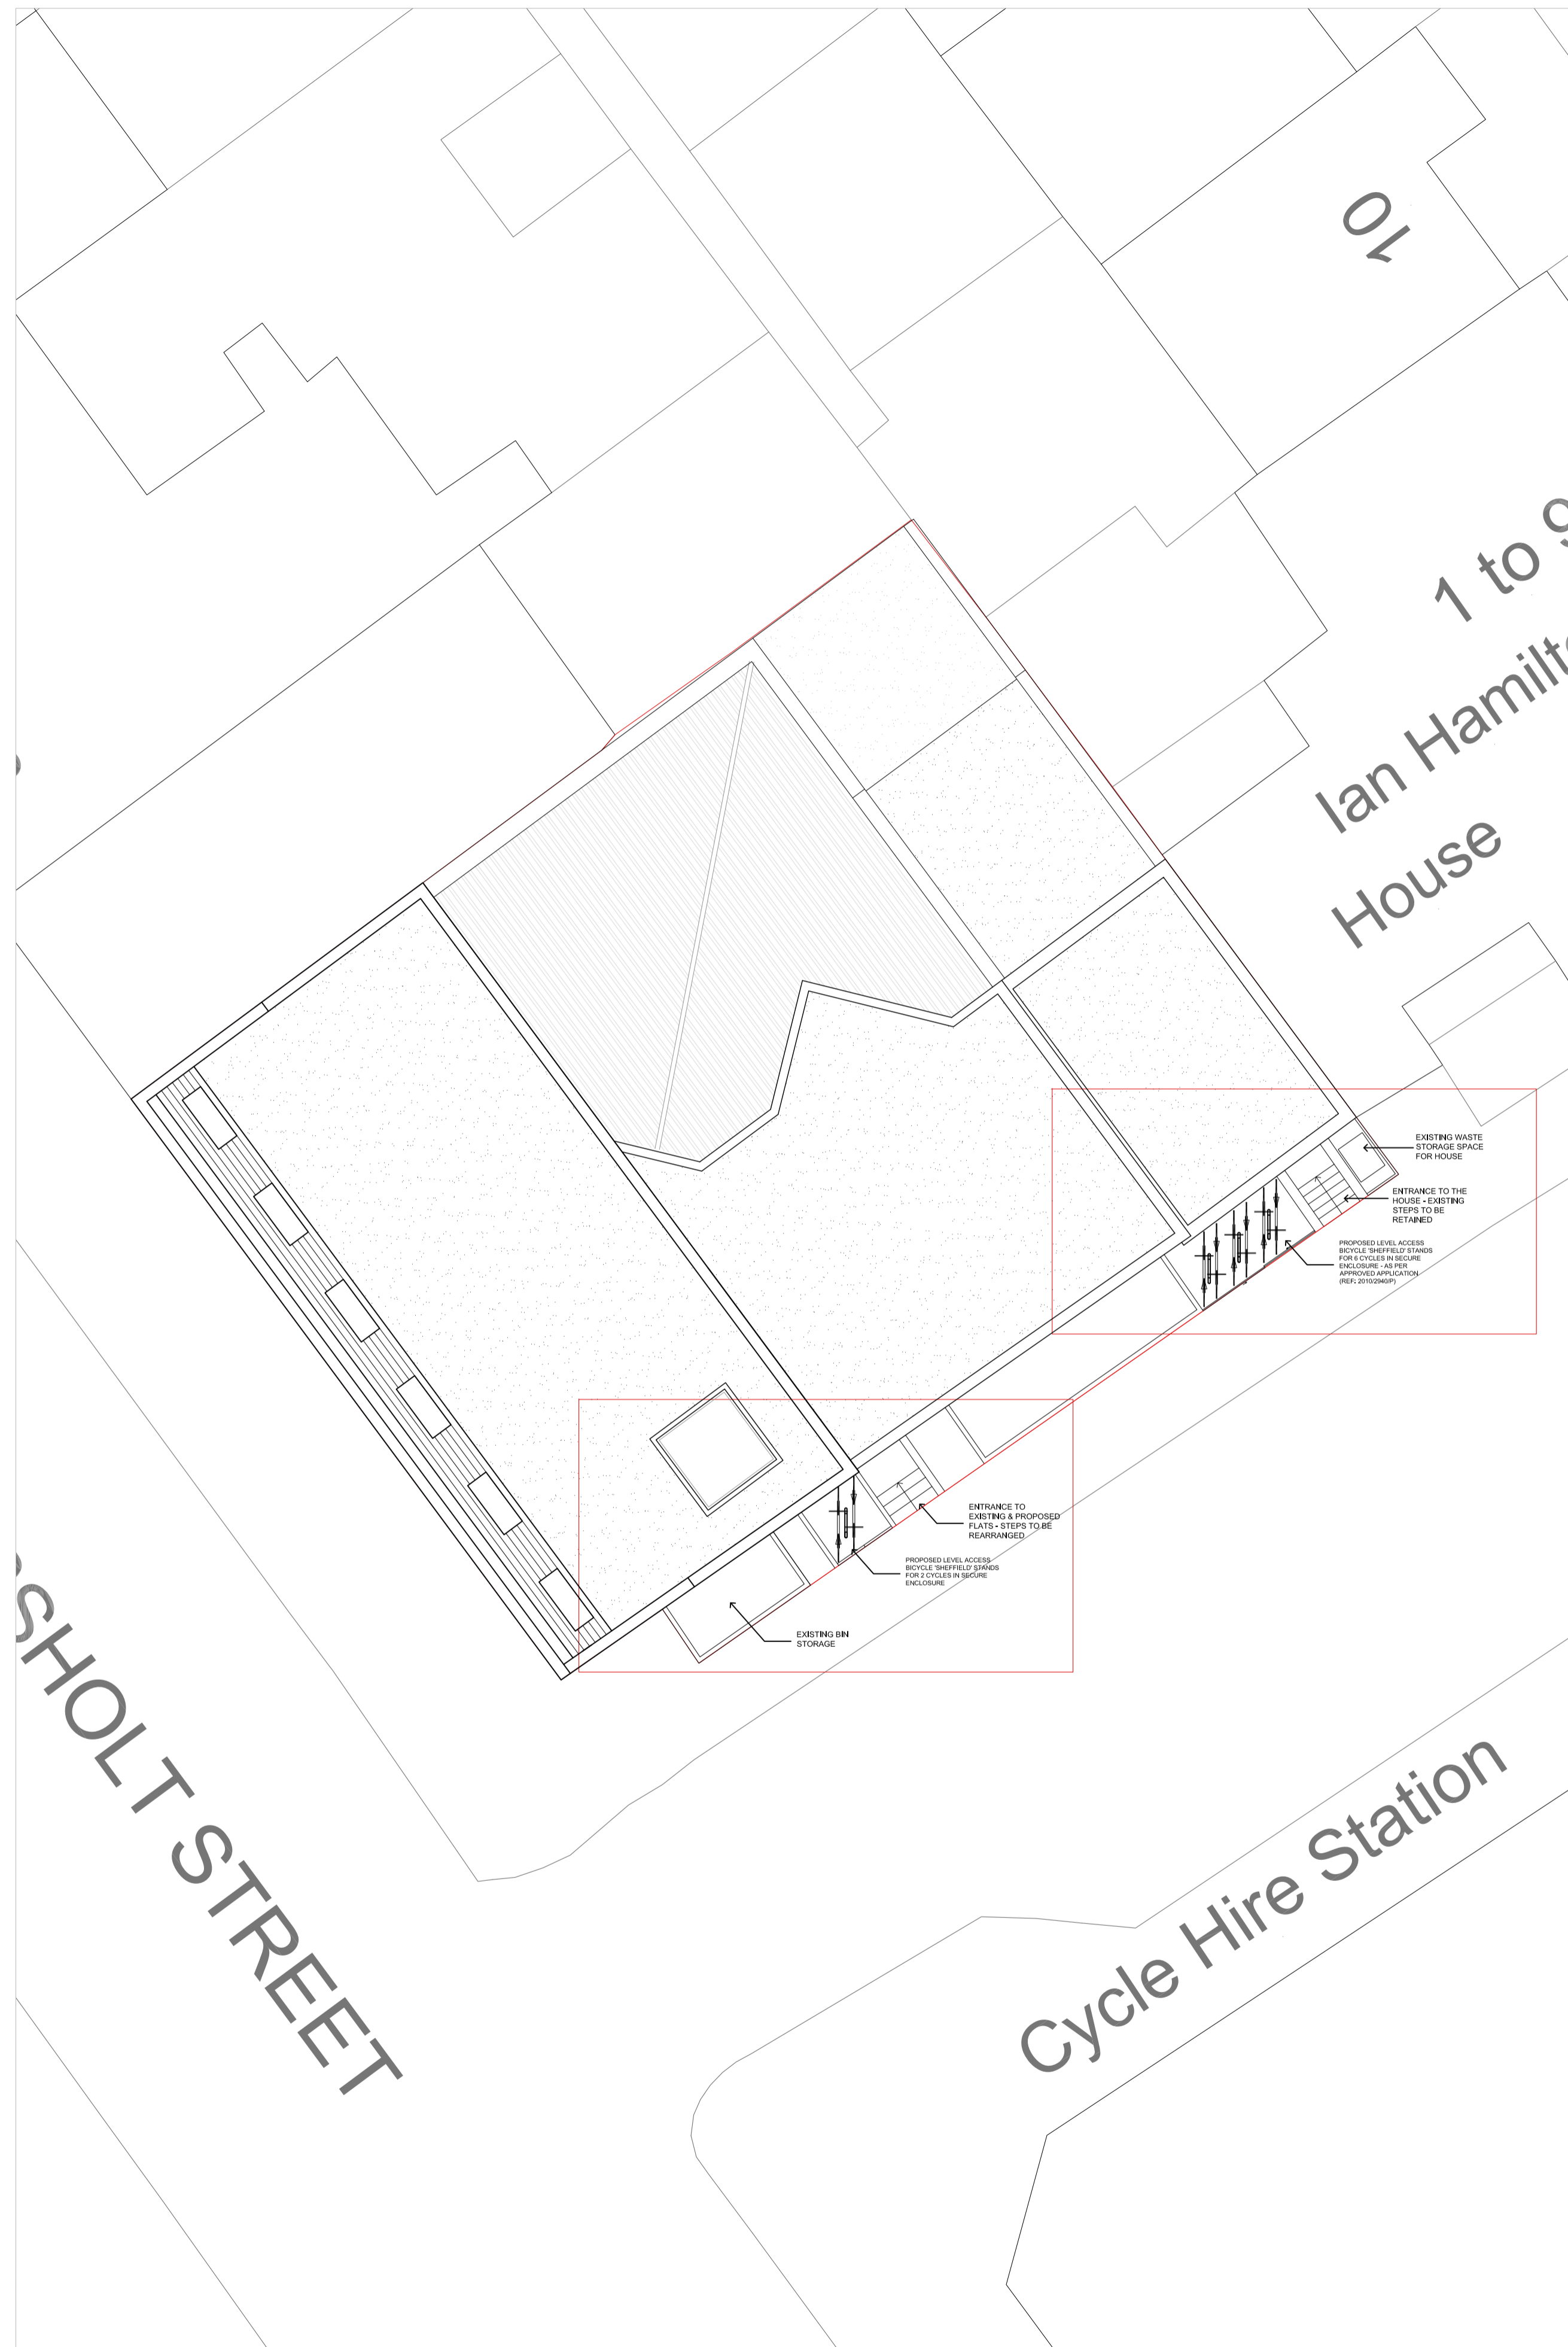 10
1 to 9
Ian Hamilto
House
EXISTING WASTE
STORAGE SPACE
FOR HOUSE
ENTRANCE TO THE
HOUSE - EXISTING
STEPS TO BE
RETAINED
PROPOSED LEVEL ACCESS
BICYCLE 'SHEFFIELD' STANDS
FOR 6 CYCLES IN SECURE
ENCLOSURE - AS PER
APPROVED APPLICATION
(REF: 2010/2940/P)
ENTRANCE TO
EXISTING & PROPOSED
FLATS - STEPS TO BE
REARRANGED
PROPOSED LEVEL ACCESS
BICYCLE 'SHEFFIELD' STANDS
FOR 2 CYCLES IN SECURE
ENCLOSURE
EXISTING BIN
STORAGE
SHOLT STREET
Cycle Hire Station